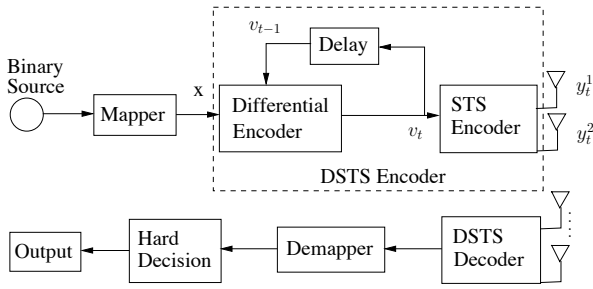 Binary
Source
Mapper
x
v_{t-1}
Delay
Differential
Encoder
v_t
STS
Encoder
y_t^1
y_t^2
DSTS Encoder
Output
Hard
Decision
Demapper
DSTS
Decoder